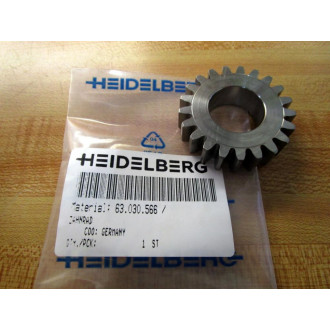 HEIDELBERG
HEIDELBERG
Material: 63.030.566 /
ZAHNRAD
COO: GERMANY
QTY./PCK: 1 ST
HEIDELBERG